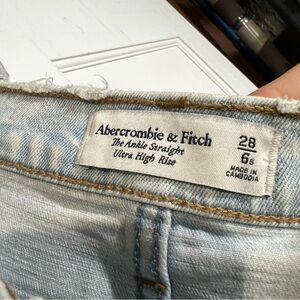 Abercrombie & Fitch
The Ankle Straight
Ultra High Rise
28
6s
MADE IN
CAMBODIA